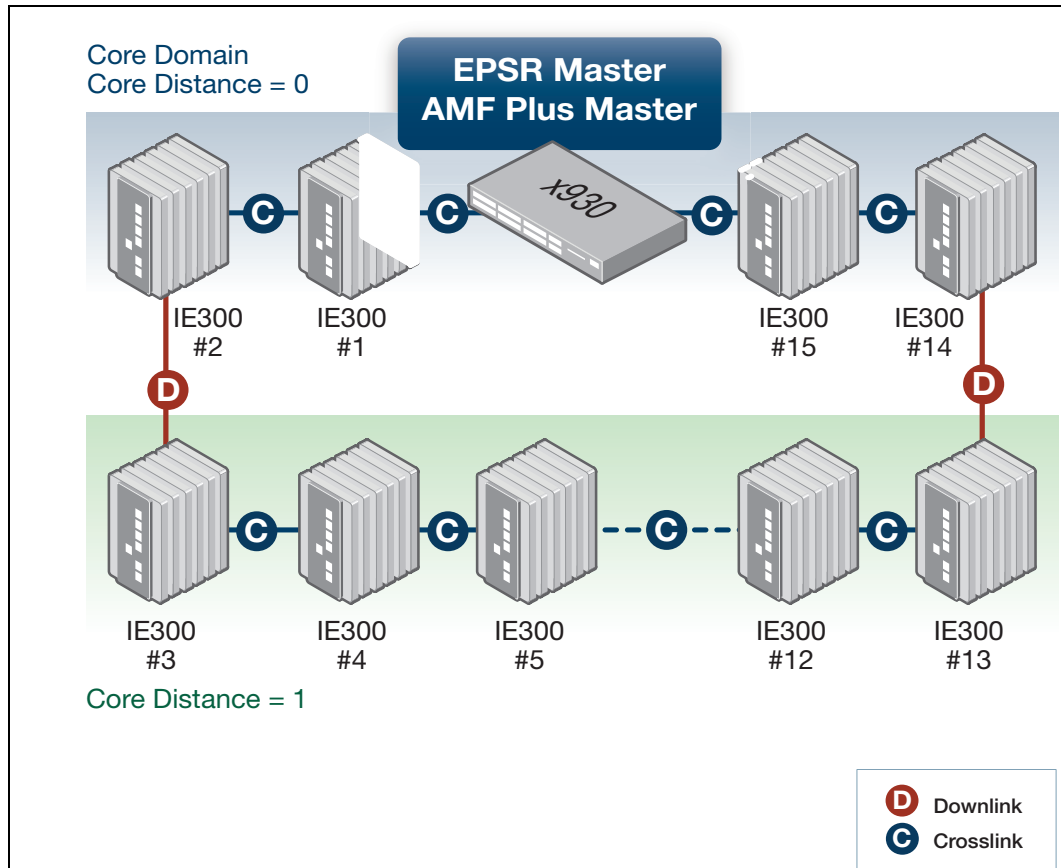 Core Domain
Core Distance = 0
EPSR Master
AMF Plus Master
x930
C
C
C
C
IE300
#2
IE300
#1
IE300
#15
IE300
#14
D
D
C
C
C
C
IE300
#3
IE300
#4
IE300
#5
IE300
#12
IE300
#13
Core Distance = 1
D Downlink
C Crosslink